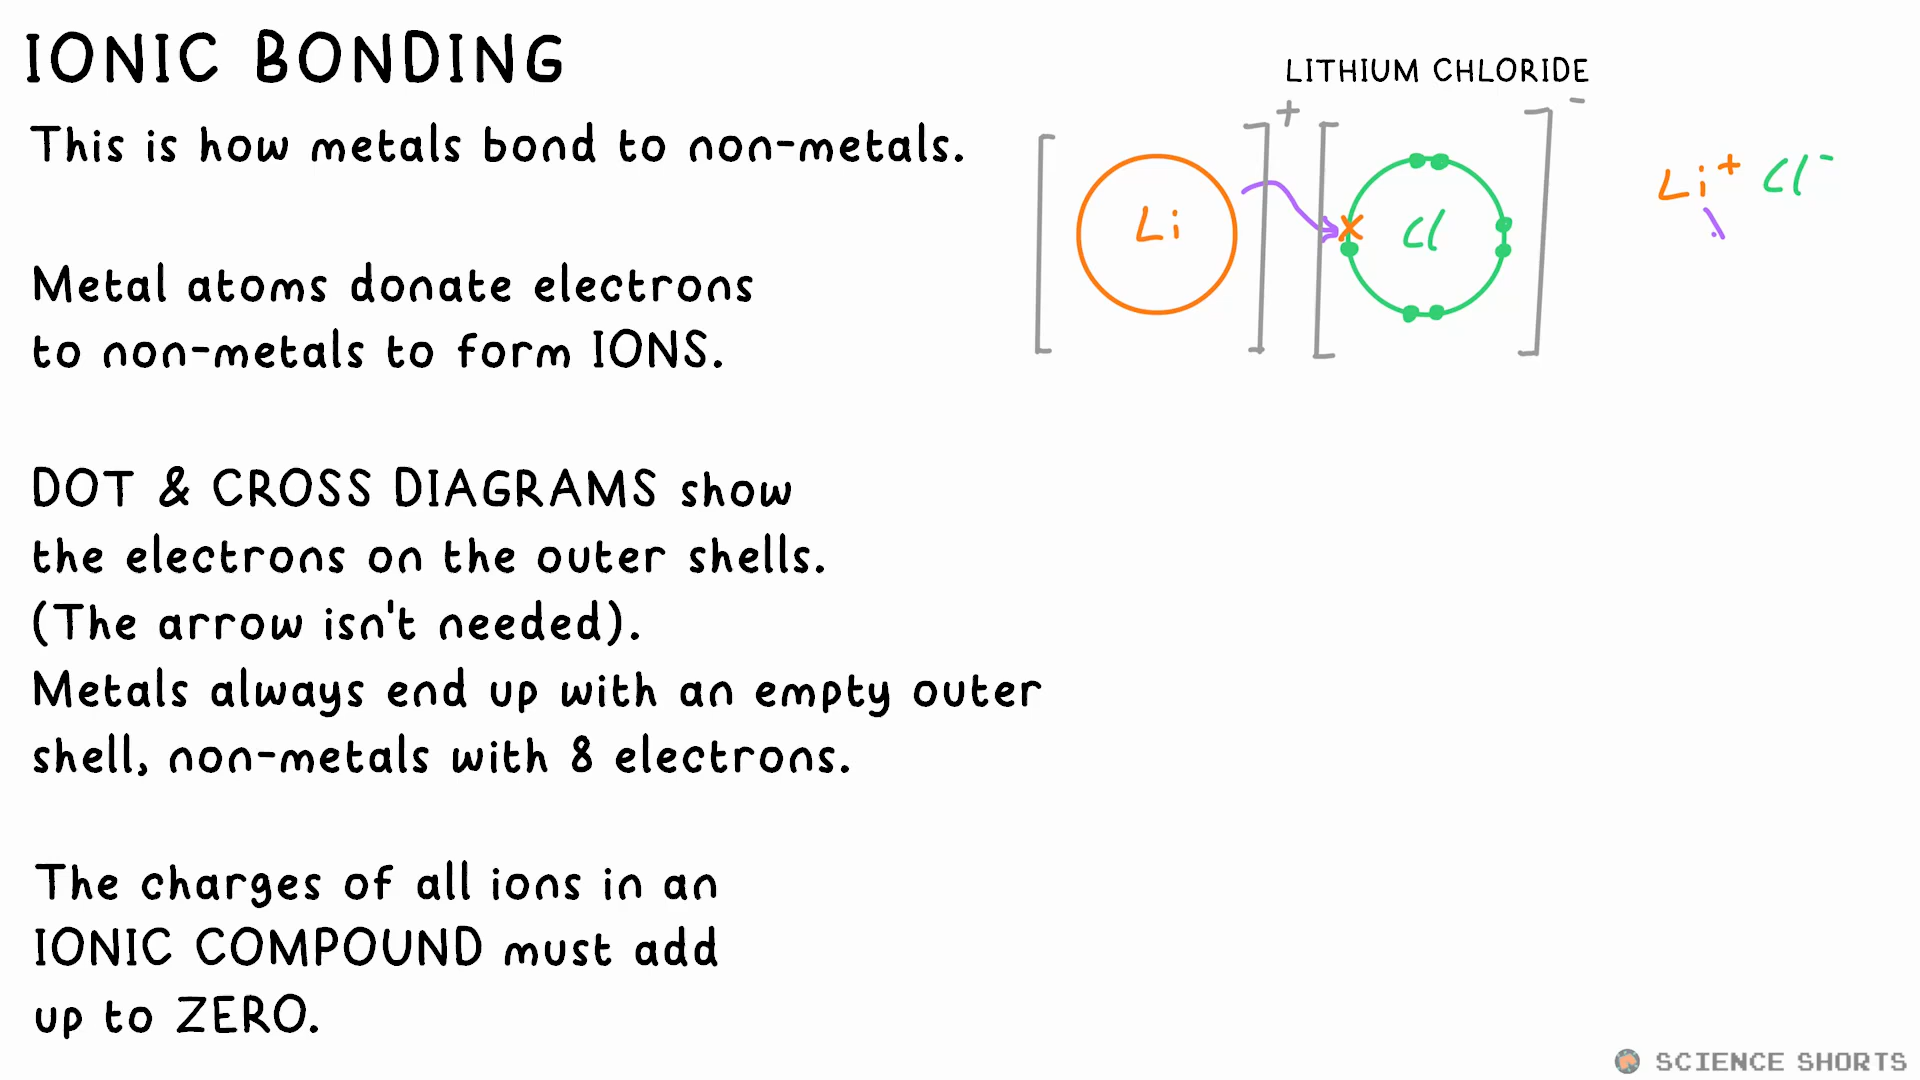 IONIC BONDING
This is how metals bond to non-metals.
Metal atoms donate electrons
to non-metals to form IONS.
DOT & CROSS DIAGRAMS show
the electrons on the outer shells.
(The arrow isn't needed).
Metals always end up with an empty outer
shell, non-metals with 8 electrons.
The charges of all ions in an
IONIC COMPOUND must add
up to ZERO.
LITHIUM CHLORIDE
[Li]+ [Cl]-
Li+ Cl-
SCIENCE SHORTS